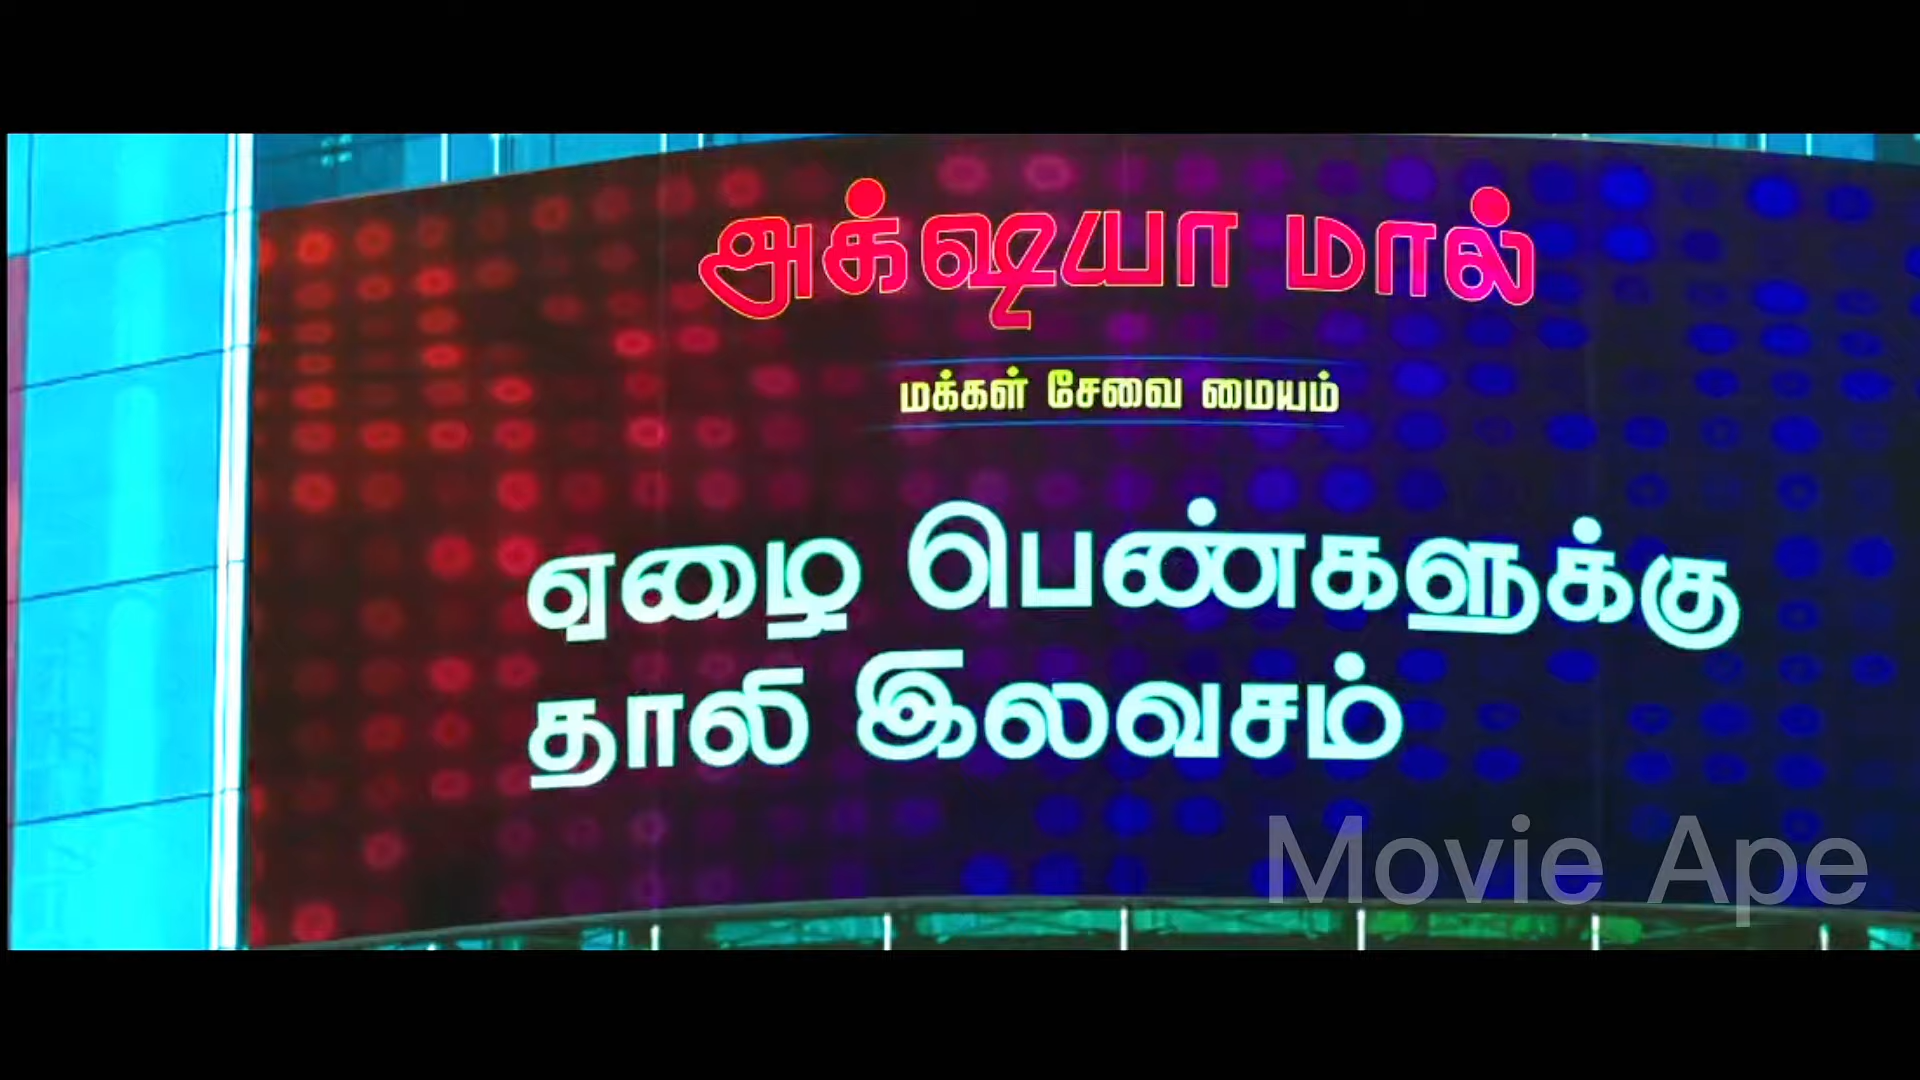 அக்ஷயா மால்
மக்கள் சேவை மையம்
ஏழை பெண்களுக்கு
தாலி இலவசம்
Movie Ape